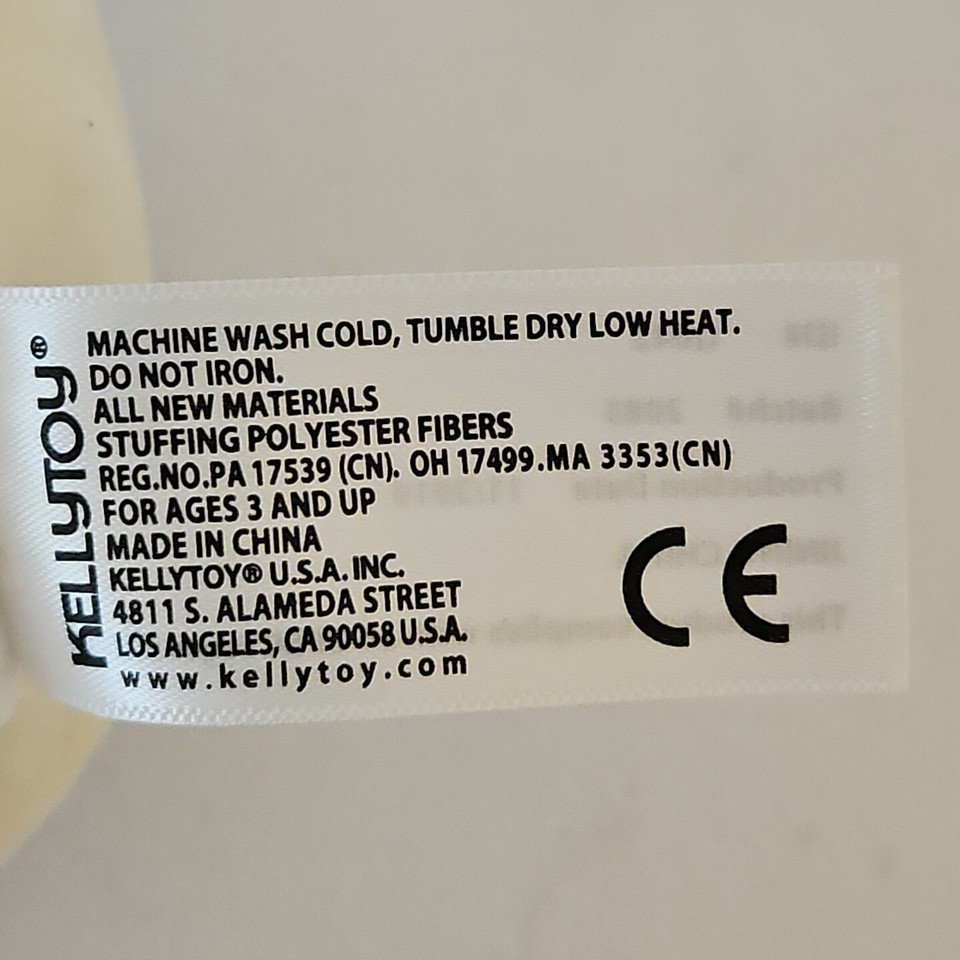 KELLYTOY®
MACHINE WASH COLD, TUMBLE DRY LOW HEAT.
DO NOT IRON.
ALL NEW MATERIALS
STUFFING POLYESTER FIBERS
REG.NO.PA 17539 (CN). OH 17499.MA 3353(CN)
FOR AGES 3 AND UP
MADE IN CHINA
KELLYTOY® U.S.A. INC.
4811 S. ALAMEDA STREET
LOS ANGELES, CA 90058 U.S.A.
www.kellytoy.com
CE